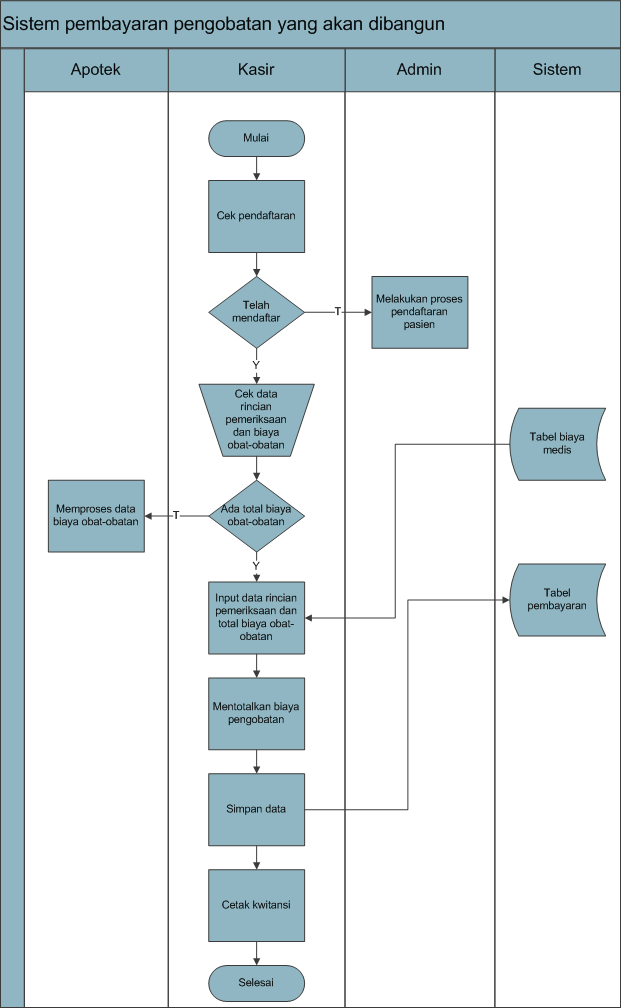 Sistem pembayaran pengobatan yang akan dibangun
Apotek
Kasir
Admin
Sistem
Mulai
Cek pendaftaran
Telah
mendaftar
T
Melakukan proses
pendaftaran
pasien
Y
Cek data
rincian
pemeriksaan
dan biaya
obat-obatan
Tabel biaya
medis
Memproses data
biaya obat-obatan
T
Ada total biaya
obat-obatan
Y
Input data rincian
pemeriksaan dan
total biaya obat-
obatan
Tabel
pembayaran
Mentotalkan biaya
pengobatan
Simpan data
Cetak kwitansi
Selesai